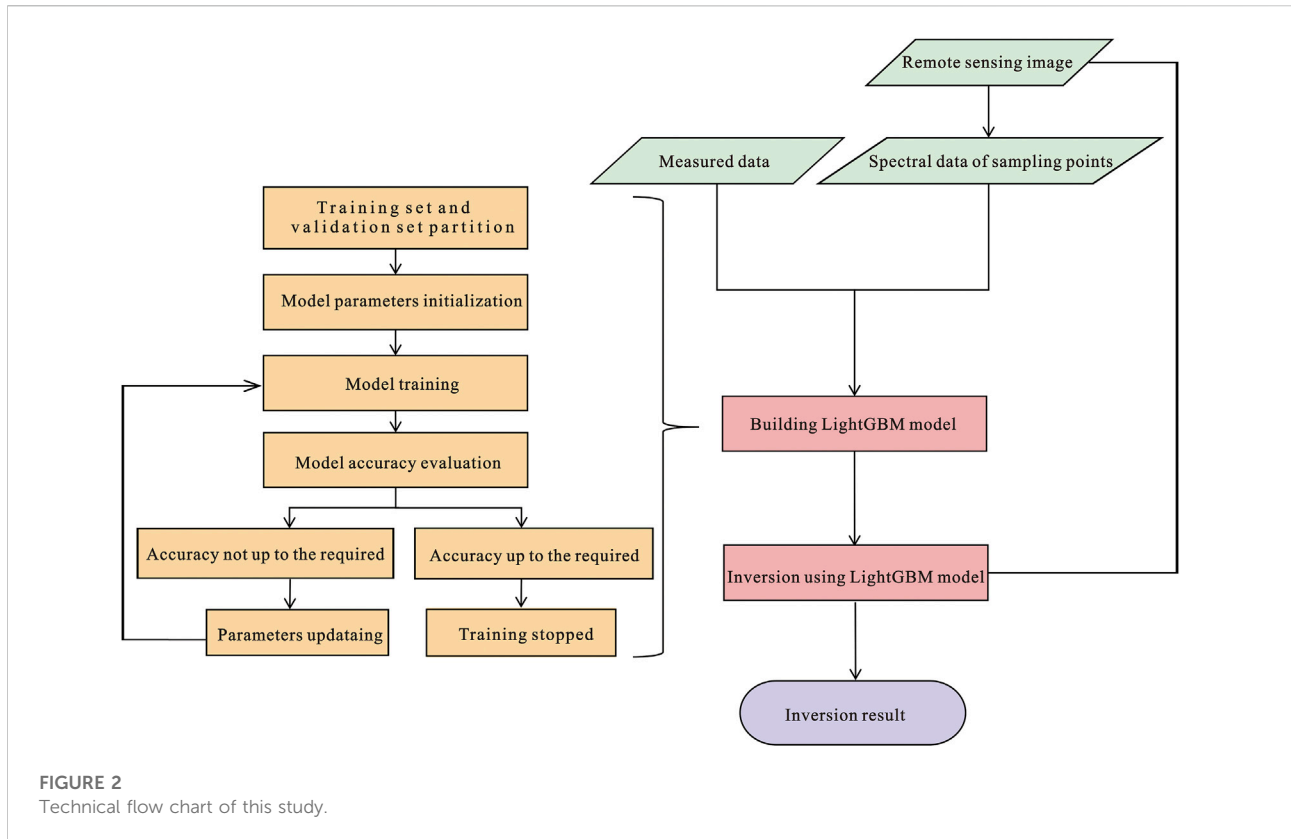 Remote sensing image
Measured data
Spectral data of sampling points
Training set and
validation set partition
Model parameters initialization
Model training
Model accuracy evaluation
Accuracy not up to the required
Accuracy up to the required
Parameters updataing
Training stopped
Building LightGBM model
Inversion using LightGBM model
Inversion result
FIGURE 2
Technical flow chart of this study.